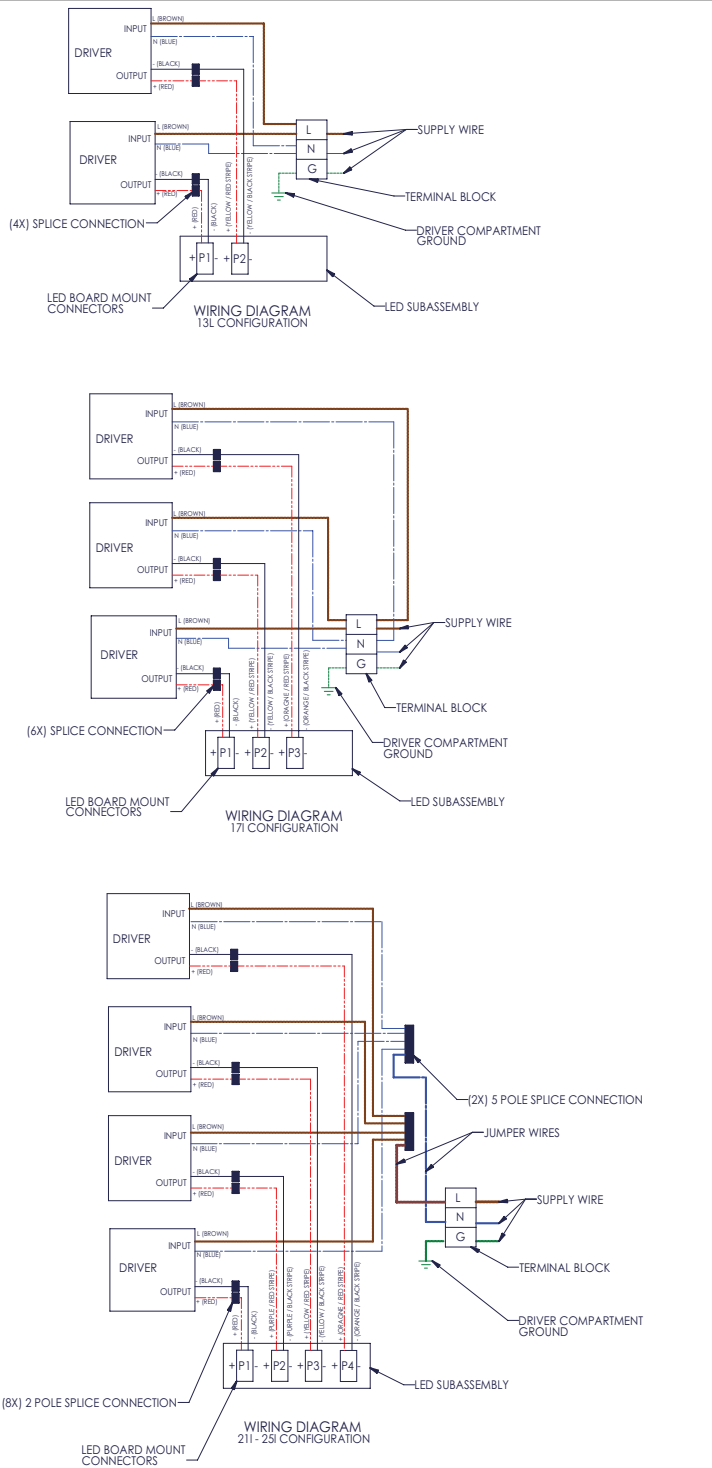 L (BROWN)
INPUT
N (BLUE)
DRIVER
- (BLACK)
OUTPUT
+ (RED)
L (BROWN)
INPUT
N (BLUE)
DRIVER
- (BLACK)
OUTPUT
+ (RED)
L
N
G
SUPPLY WIRE
TERMINAL BLOCK
DRIVER COMPARTMENT
GROUND
(4X) SPLICE CONNECTION
+ (RED)
- (BLACK)
+ (YELLOW / RED STRIPE)
- (YELLOW / BLACK STRIPE)
+ P1 - + P2 -
LED BOARD MOUNT
CONNECTORS
LED SUBASSEMBLY
WIRING DIAGRAM
13L CONFIGURATION
L (BROWN)
INPUT
N (BLUE)
DRIVER
- (BLACK)
OUTPUT
+ (RED)
L (BROWN)
INPUT
N (BLUE)
DRIVER
- (BLACK)
OUTPUT
+ (RED)
L (BROWN)
INPUT
N (BLUE)
DRIVER
- (BLACK)
OUTPUT
+ (RED)
L
N
G
SUPPLY WIRE
TERMINAL BLOCK
DRIVER COMPARTMENT
GROUND
(6X) SPLICE CONNECTION
+ (RED)
- (BLACK)
+ (YELLOW / RED STRIPE)
- (YELLOW / BLACK STRIPE)
+ (ORAGNE / RED STRIPE)
- (ORANGE / BLACK STRIPE)
+ P1 - + P2 - + P3 -
LED BOARD MOUNT
CONNECTORS
LED SUBASSEMBLY
WIRING DIAGRAM
17l CONFIGURATION
L (BROWN)
INPUT
N (BLUE)
DRIVER
- (BLACK)
OUTPUT
+ (RED)
L (BROWN)
INPUT
N (BLUE)
DRIVER
- (BLACK)
OUTPUT
+ (RED)
L (BROWN)
INPUT
N (BLUE)
DRIVER
- (BLACK)
OUTPUT
+ (RED)
L (BROWN)
INPUT
N (BLUE)
DRIVER
- (BLACK)
OUTPUT
+ (RED)
(2X) 5 POLE SPLICE CONNECTION
JUMPER WIRES
L
N
G
SUPPLY WIRE
TERMINAL BLOCK
DRIVER COMPARTMENT
GROUND
+ (RED)
- (BLACK)
+ (PURPLE / RED STRIPE)
- (PURPLE / BLACK STRIPE)
+ (YELLOW / RED STRIPE)
- (YELLOW / BLACK STRIPE)
+ (ORAGNE / RED STRIPE)
- (ORANGE / BLACK STRIPE)
+ P1 - + P2 - + P3 - + P4 -
LED SUBASSEMBLY
(8X) 2 POLE SPLICE CONNECTION
WIRING DIAGRAM
21l - 25l CONFIGURATION
LED BOARD MOUNT
CONNECTORS